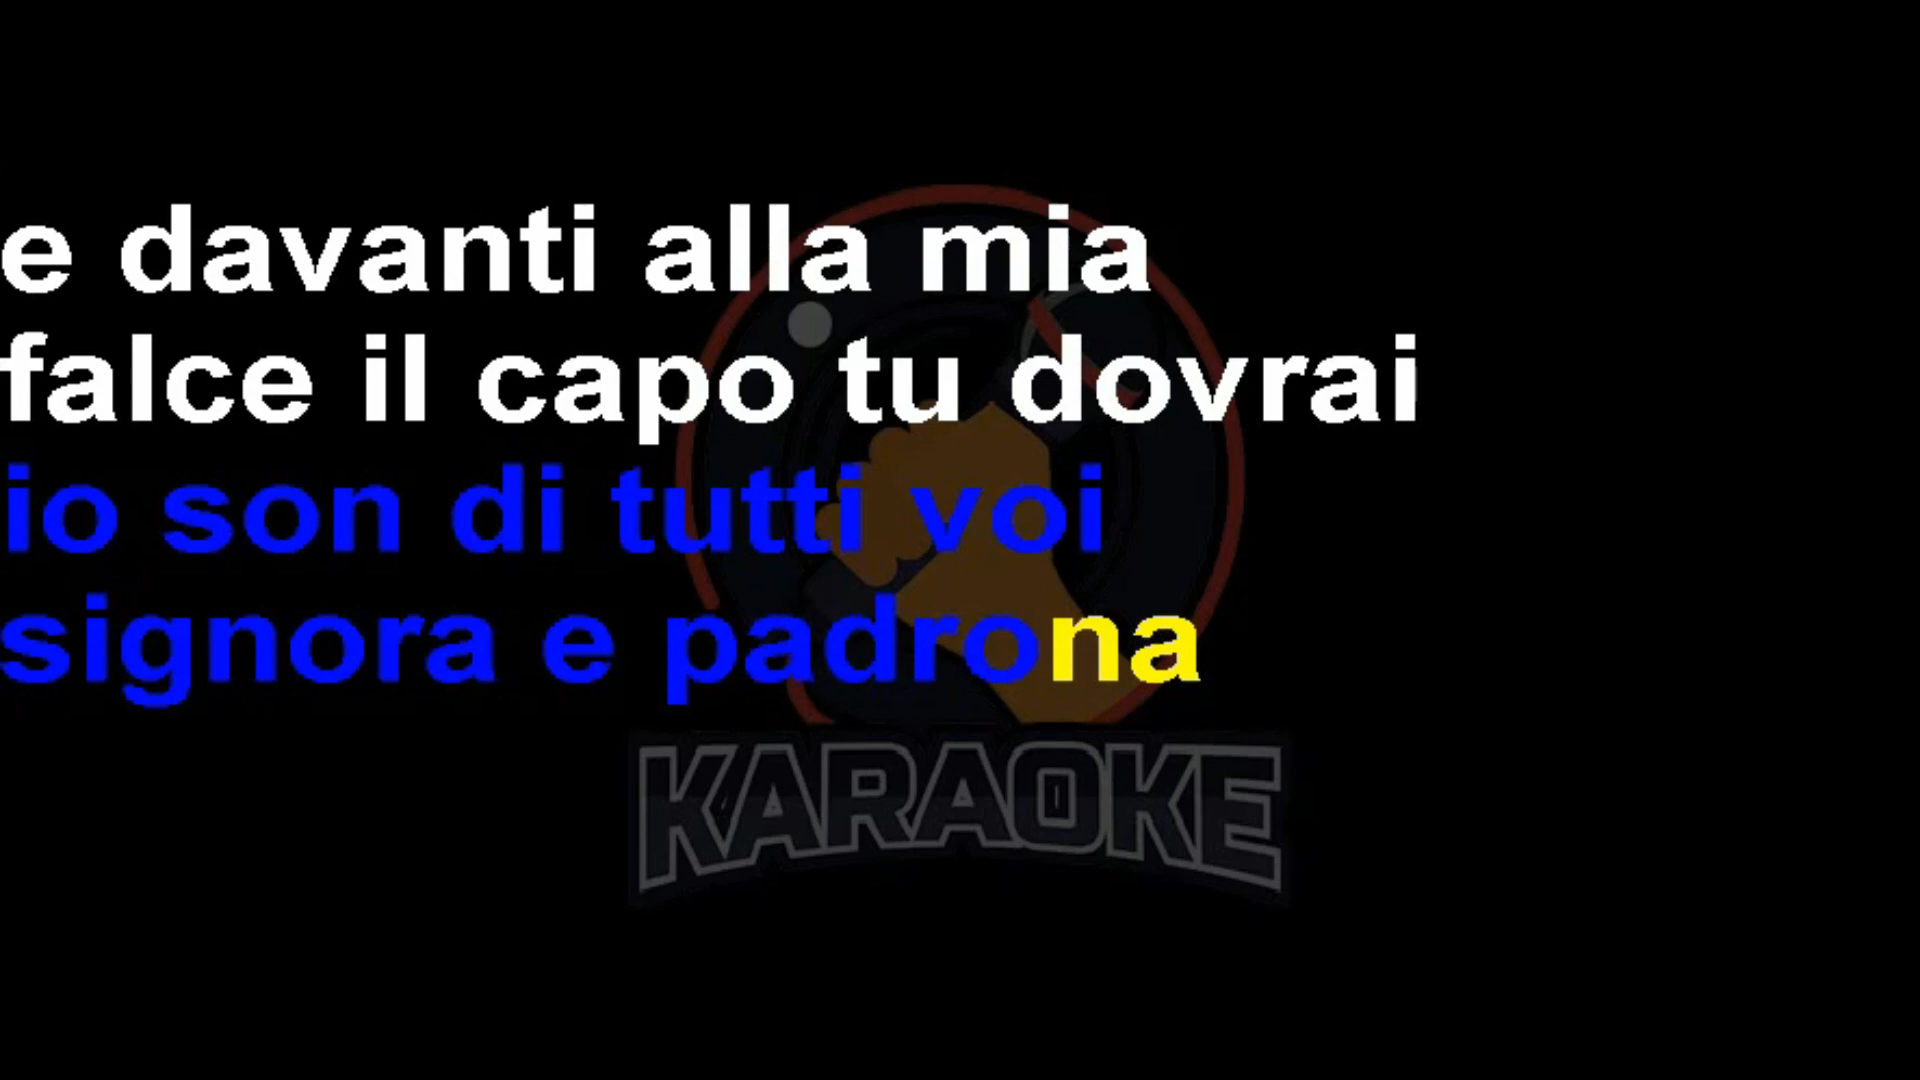 e davanti alla mia
falce il capo tu dovrai
io son di tutti voi
signora e padrona
KARAOKE